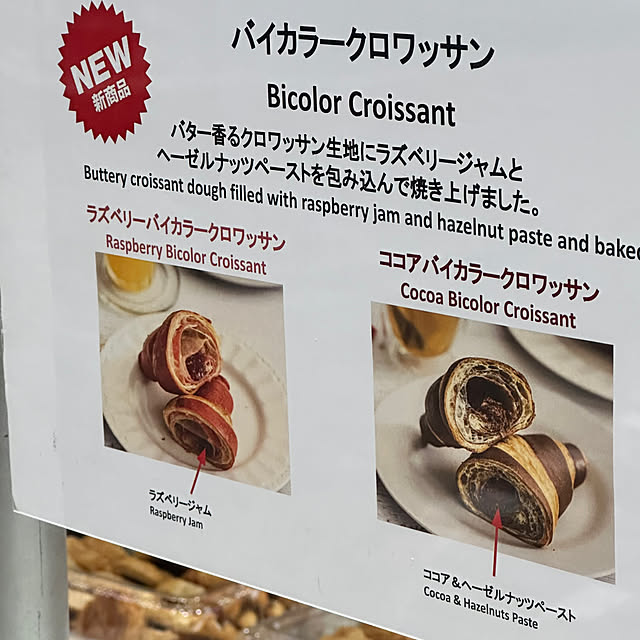 NEW
新商品
バイカラークロワッサン
Bicolor Croissant
バター香るクロワッサン生地にラズベリージャムと
ヘーゼルナッツペーストを包み込んで焼き上げました。
Buttery croissant dough filled with raspberry jam and hazelnut paste and baked
ラズベリーバイカラークロワッサン
Raspberry Bicolor Croissant
ココアバイカラークロワッサン
Cocoa Bicolor Croissant
ラズベリージャム
Raspberry Jam
ココア＆ヘーゼルナッツペースト
Cocoa & Hazelnuts Paste